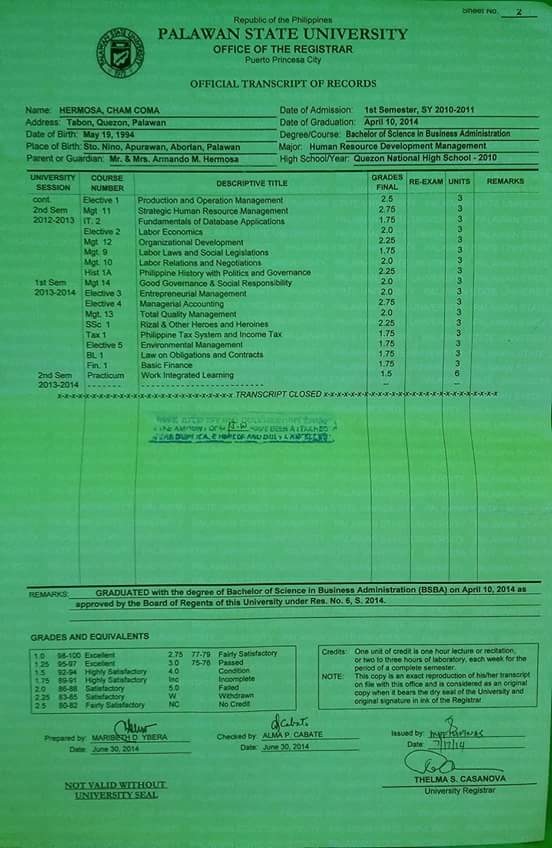 Sheet No. 2
Republic of the Philippines
PALAWAN STATE UNIVERSITY
OFFICE OF THE REGISTRAR
Puerto Princesa City
OFFICIAL TRANSCRIPT OF RECORDS
Name: HERMOSA, CHAM COMA Date of Admission: 1st Semester, SY 2010-2011
Address: Tabon, Quezon, Palawan Date of Graduation: April 10, 2014
Date of Birth: May 19, 1994 Degree/Course: Bachelor of Science in Business Administration
Place of Birth: Sto. Nino, Apurawan, Aborlan, Palawan Major: Human Resource Development Management
Parent or Guardian: Mr. & Mrs. Armando M. Hermosa High School/Year: Quezon National High School - 2010
UNIVERSITY SESSION COURSE NUMBER DESCRIPTIVE TITLE GRADES FINAL RE-EXAM UNITS REMARKS
cont. Elective 1 Production and Operation Management 2.5 3
2nd Sem Mgt 11 Strategic Human Resource Management 2.75 3
2012-2013 IT. 2 Fundamentals of Database Applications 1.75 3
Elective 2 Labor Economics 2.0 3
Mgt. 12 Organizational Development 2.25 3
Mgt. 9 Labor Laws and Social Legislations 1.75 3
Mgt. 10 Labor Relations and Negotiations 2.0 3
Hist 1A Philippine History with Politics and Governance 2.25 3
1st Sem Mgt 14 Good Governance & Social Responsibility 2.0 3
2013-2014 Elective 3 Entrepreneurial Management 2.0 3
Elective 4 Managerial Accounting 2.75 3
Mgt. 13 Total Quality Management 2.0 3
SSc 1 Rizal & Other Heroes and Heroines 2.25 3
Tax 1 Philippine Tax System and Income Tax 1.75 3
Elective 5 Environmental Management 1.75 3
BL 1 Law on Obligations and Contracts 1.75 3
Fin. 1 Basic Finance 1.75 3
2nd Sem Practicum Work Integrated Learning 1.5 6
2013-2014 ------- ----------------------- -- --
x-x-x-x-x-x-x-x-x-x-x-x-x-x-x-x-x-x-x-x-x-x TRANSCRIPT CLOSED x-x-x-x-x-x-x-x-x-x-x-x-x-x-x-x-x-x-x-x-x-x
HAVE BEEN ATTACHED
REMARKS: GRADUATED with the degree of Bachelor of Science in Business Administration (BSBA) on April 10, 2014 as
approved by the Board of Regents of this University under Res. No. 6, S. 2014.
GRADES AND EQUIVALENTS
1.0 98-100 Excellent 2.75 77-79 Fairly Satisfactory
1.25 95-97 Excellent 3.0 75-76 Passed
1.5 92-94 Highly Satisfactory 4.0 Condition
1.75 89-91 Highly Satisfactory Inc Incomplete
2.0 86-88 Satisfactory 5.0 Failed
2.25 83-85 Satisfactory W Withdrawn
2.5 80-82 Fairly Satisfactory NC No Credit
Credits: One unit of credit is one hour lecture or recitation,
or two to three hours of laboratory, each week for the
period of a complete semester.
NOTE: This copy is an exact reproduction of his/her transcript
on file with this office and is considered as an original
copy when it bears the dry seal of the University and
original signature in ink of the Registrar
Prepared by: MARIBETH D. YBERA
Date: June 30, 2014
Checked by: ALMA P. CABATE
Date: June 30, 2014
Issued by:
Date: 7/17/14
THELMA S. CASANOVA
University Registrar
NOT VALID WITHOUT
UNIVERSITY SEAL